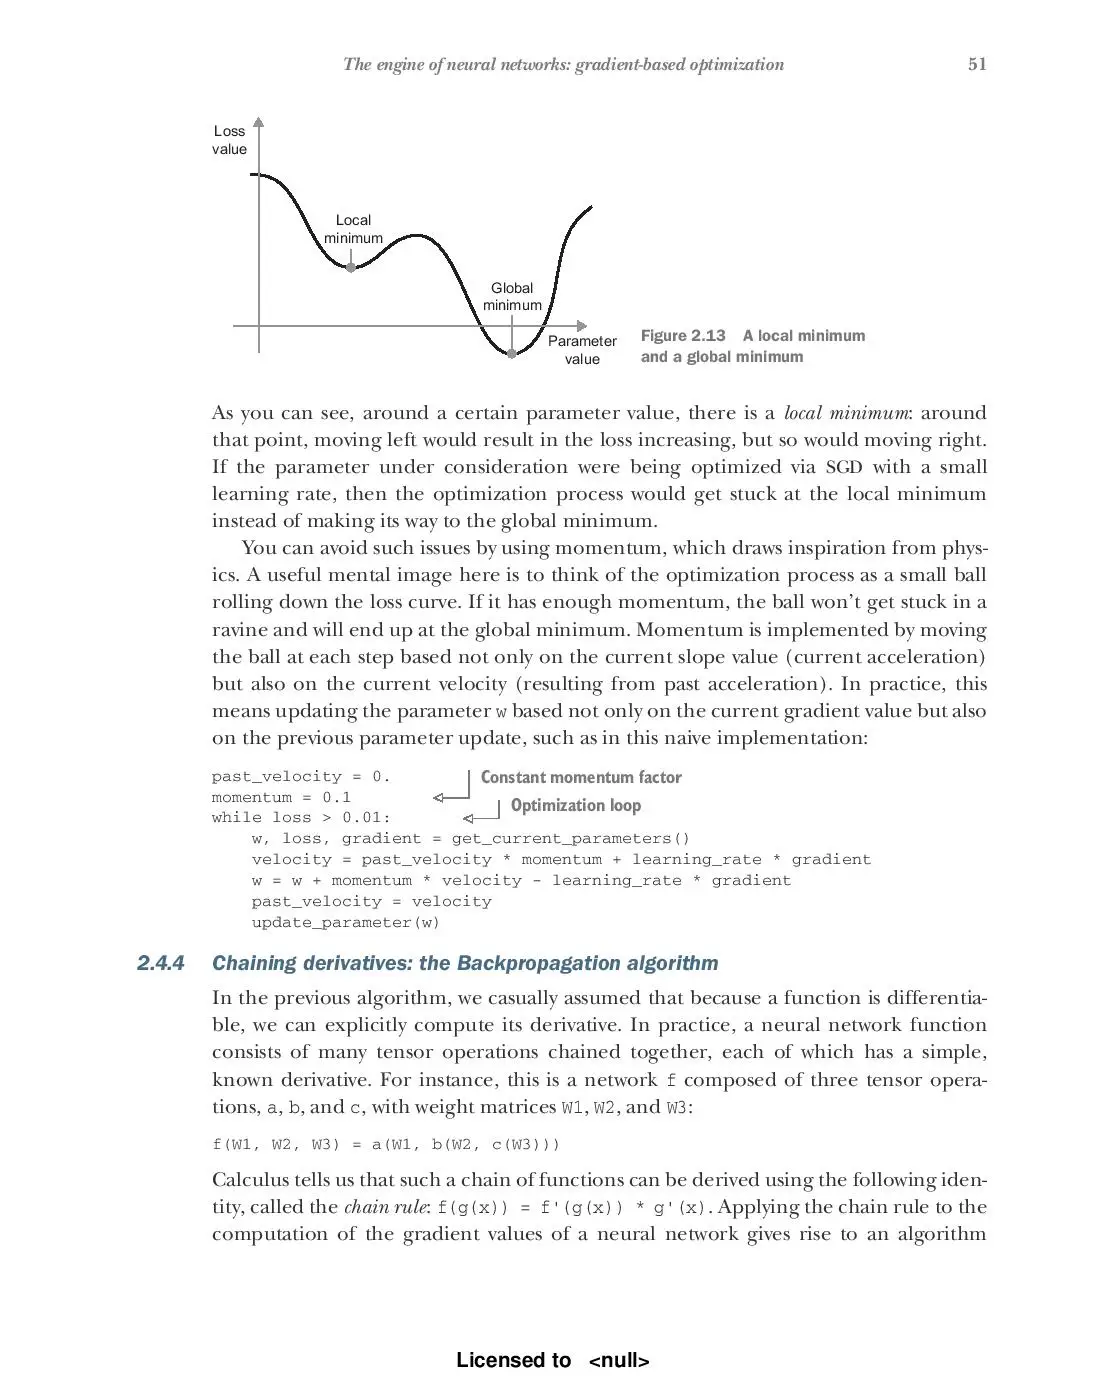 The engine of neural networks: gradient-based optimization 51
Loss
value
Local
minimum
Global
minimum
Parameter
value
Figure 2.13 A local minimum
and a global minimum
As you can see, around a certain parameter value, there is a local minimum: around
that point, moving left would result in the loss increasing, but so would moving right.
If the parameter under consideration were being optimized via SGD with a small
learning rate, then the optimization process would get stuck at the local minimum
instead of making its way to the global minimum.
You can avoid such issues by using momentum, which draws inspiration from phys-
ics. A useful mental image here is to think of the optimization process as a small ball
rolling down the loss curve. If it has enough momentum, the ball won't get stuck in a
ravine and will end up at the global minimum. Momentum is implemented by moving
the ball at each step based not only on the current slope value (current acceleration)
but also on the current velocity (resulting from past acceleration). In practice, this
means updating the parameter w based not only on the current gradient value but also
on the previous parameter update, such as in this naive implementation:
past_velocity = 0.
Constant momentum factor
momentum = 0.1
Optimization loop
while loss > 0.01:
    w, loss, gradient = get_current_parameters()
    velocity = past_velocity * momentum + learning_rate * gradient
    w = w + momentum * velocity - learning_rate * gradient
    past_velocity = velocity
    update_parameter(w)
2.4.4 Chaining derivatives: the Backpropagation algorithm
In the previous algorithm, we casually assumed that because a function is differentia-
ble, we can explicitly compute its derivative. In practice, a neural network function
consists of many tensor operations chained together, each of which has a simple,
known derivative. For instance, this is a network f composed of three tensor opera-
tions, a, b, and c, with weight matrices W1, W2, and W3:
f(W1, W2, W3) = a(W1, b(W2, c(W3)))
Calculus tells us that such a chain of functions can be derived using the following iden-
tity, called the chain rule: f(g(x)) = f'(g(x)) * g'(x). Applying the chain rule to the
computation of the gradient values of a neural network gives rise to an algorithm
Licensed to <null>